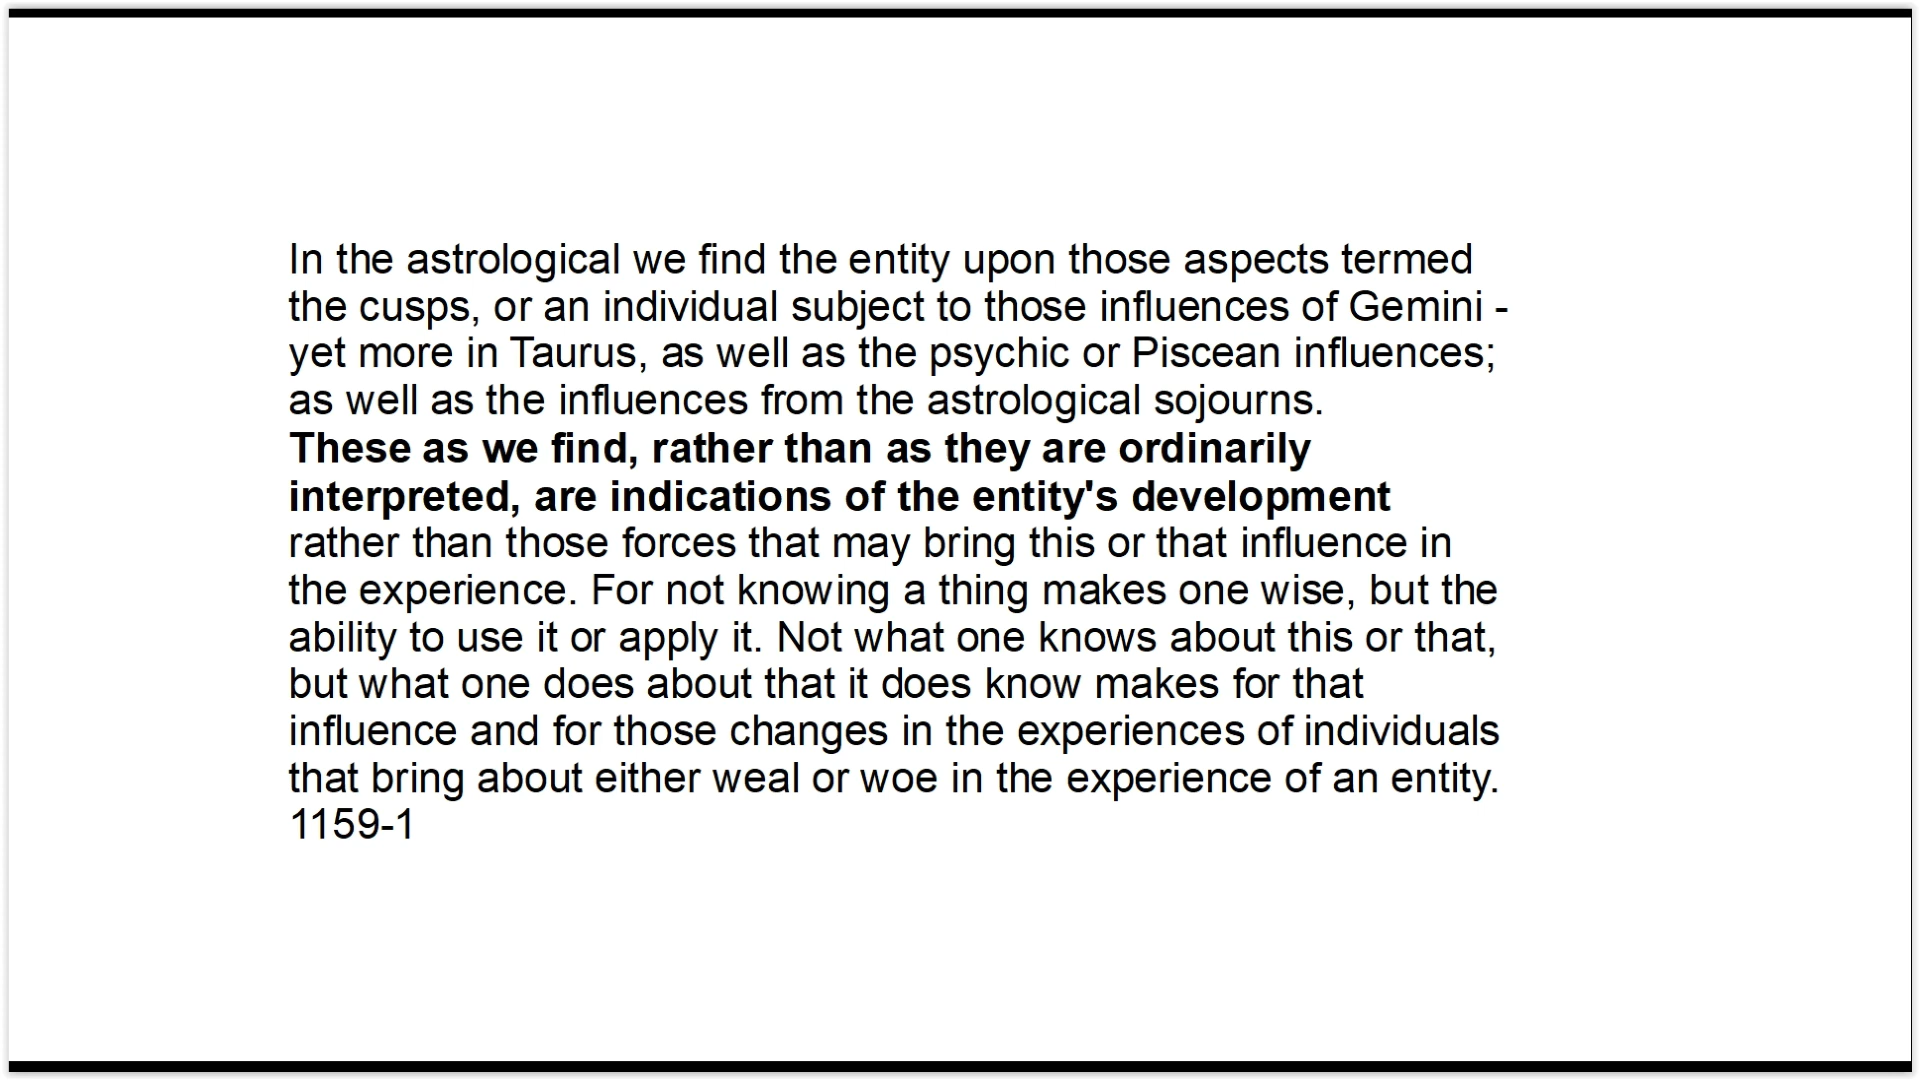 In the astrological we find the entity upon those aspects termed
the cusps, or an individual subject to those influences of Gemini -
yet more in Taurus, as well as the psychic or Piscean influences;
as well as the influences from the astrological sojourns.
These as we find, rather than as they are ordinarily
interpreted, are indications of the entity's development
rather than those forces that may bring this or that influence in
the experience. For not knowing a thing makes one wise, but the
ability to use it or apply it. Not what one knows about this or that,
but what one does about that it does know makes for that
influence and for those changes in the experiences of individuals
that bring about either weal or woe in the experience of an entity.
1159-1